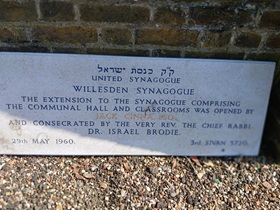 ק"ק כנסת ישראל
UNITED SYNAGOGUE
WILLESDEN SYNAGOGUE
THE EXTENSION TO THE SYNAGOGUE COMPRISING
THE COMMUNAL HALL AND CLASSROOMS WAS OPENED BY
JACK
AND CONSECRATED BY THE VERY REV. THE CHIEF RABBI.
DR. ISRAEL BRODIE.
29TH MAY 1960. 3RD SIVAN 5720.